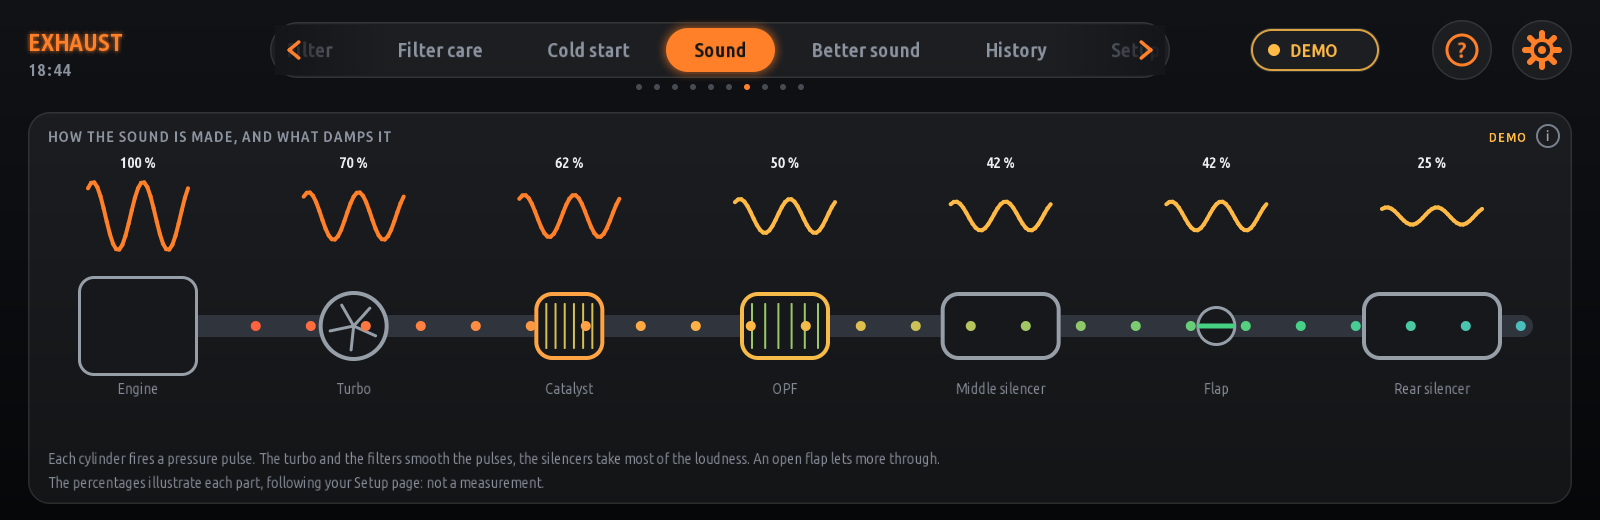 EXHAUST
18:44
Filter care
Cold start
Sound
Better sound
History
DEMO
?
HOW THE SOUND IS MADE, AND WHAT DAMPS IT
DEMO
i
100 %
70 %
62 %
50 %
42 %
42 %
25 %
Engine
Turbo
Catalyst
OPF
Middle silencer
Flap
Rear silencer
Each cylinder fires a pressure pulse. The turbo and the filters smooth the pulses, the silencers take most of the loudness. An open flap lets more through.
The percentages illustrate each part, following your Setup page: not a measurement.